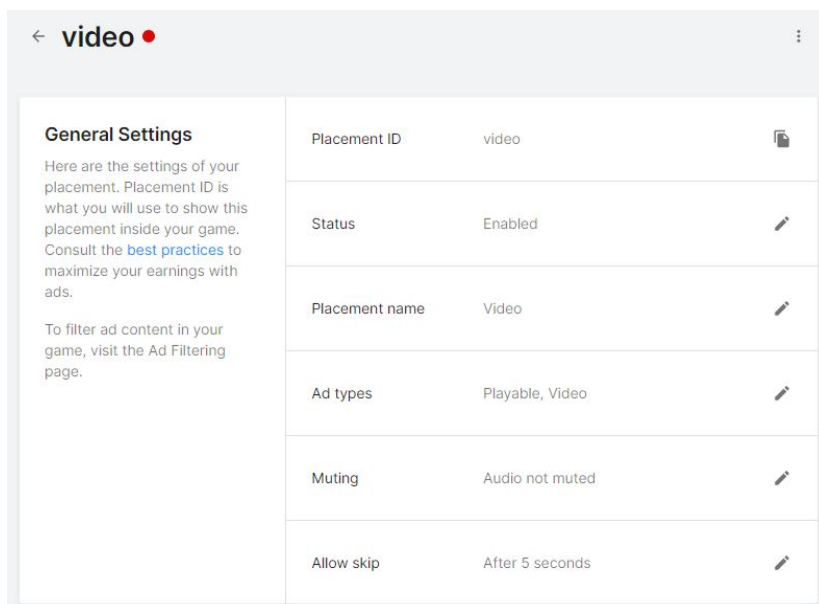 video
General Settings
Here are the settings of your
placement. Placement ID is
what you will use to show this
placement inside your game.
Consult the best practices to
maximize your earnings with
ads.
To filter ad content in your
game, visit the Ad Filtering
page.
Placement ID video
Status Enabled
Placement name Video
Ad types Playable, Video
Muting Audio not muted
Allow skip After 5 seconds